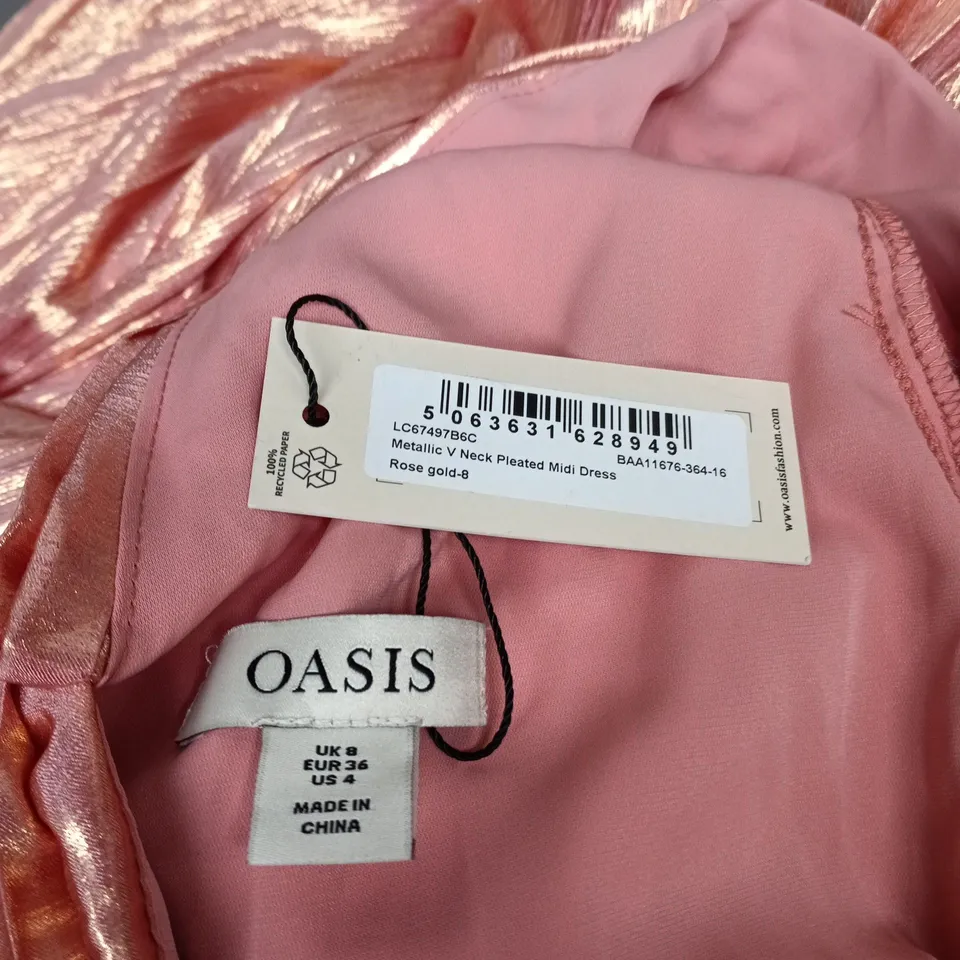 5 063631 628949
LC67497B6C
BAA11676-364-16
Metallic V Neck Pleated Midi Dress
Rose gold-8
100%
RECYCLED PAPER
www.oasisfashion.com
OASIS
UK 8
EUR 36
US 4
MADE IN
CHINA